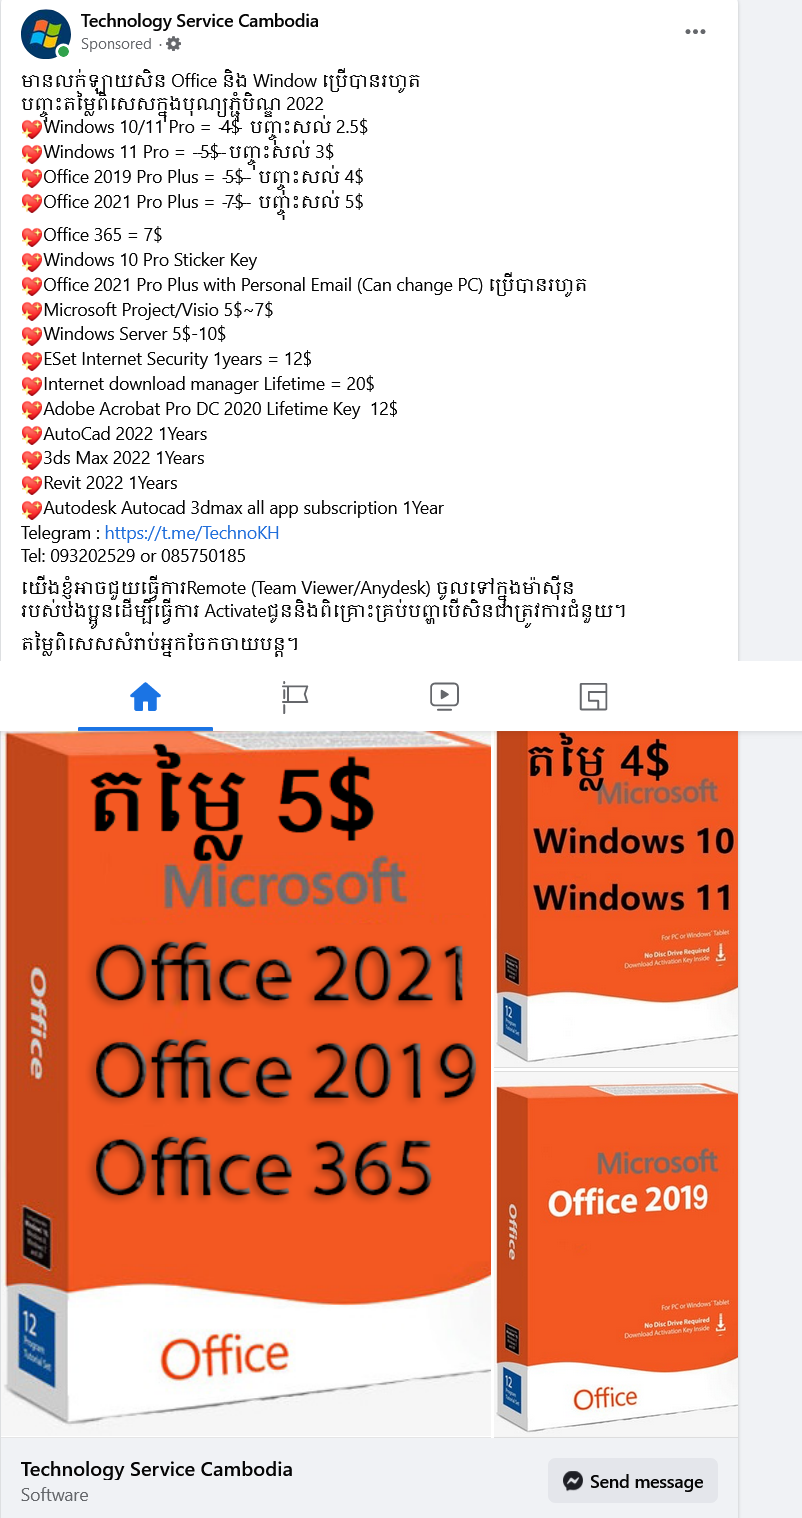 Technology Service Cambodia
Sponsored ·
មានលក់ឡាយសិន Office និង Window ប្រើបានរហូត
បញ្ចុះតម្លៃពិសេសក្នុងបុណ្យភ្ជុំបិណ្ឌ 2022
💖Windows 10/11 Pro = -4$- បញ្ចុះសល់ 2.5$
💖Windows 11 Pro = --5$-- បញ្ចុះសល់ 3$
💖Office 2019 Pro Plus = -5$-- បញ្ចុះសល់ 4$
💖Office 2021 Pro Plus = -7$-- បញ្ចុះសល់ 5$
💖Office 365 = 7$
💖Windows 10 Pro Sticker Key
💖Office 2021 Pro Plus with Personal Email (Can change PC) ប្រើបានរហូត
💖Microsoft Project/Visio 5$~7$
💖Windows Server 5$-10$
💖ESet Internet Security 1years = 12$
💖Internet download manager Lifetime = 20$
💖Adobe Acrobat Pro DC 2020 Lifetime Key 12$
💖AutoCad 2022 1Years
💖3ds Max 2022 1Years
💖Revit 2022 1Years
💖Autodesk Autocad 3dmax all app subscription 1Year
Telegram : https://t.me/TechnoKH
Tel: 093202529 or 085750185
យើងខ្ញុំអាចជួយធ្វើការRemote (Team Viewer/Anydesk) ចូលទៅក្នុងម៉ាស៊ីន
របស់បងប្អូនដើម្បីធ្វើការ Activateជូននិងពិគ្រោះគ្រប់បញ្ហាបើសិនជាត្រូវការជំនួយ។
តម្លៃពិសេសសំរាប់អ្នកចែកចាយបន្ត។
តម្លៃ 5$
Microsoft
Office 2021
Office 2019
Office 365
Office
12
Program
Tutorial Set
Office
តម្លៃ 4$
Microsoft
Windows 10
Windows 11
For PC or Windows Tablet
No Disc Drive Required
Download Activation Key Inside
12
Program
Tutorial Set
Microsoft
Office 2019
Office
For PC or Windows Tablet
No Disc Drive Required
Download Activation Key Inside
12
Program
Tutorial Set
Office
Technology Service Cambodia
Software
Send message